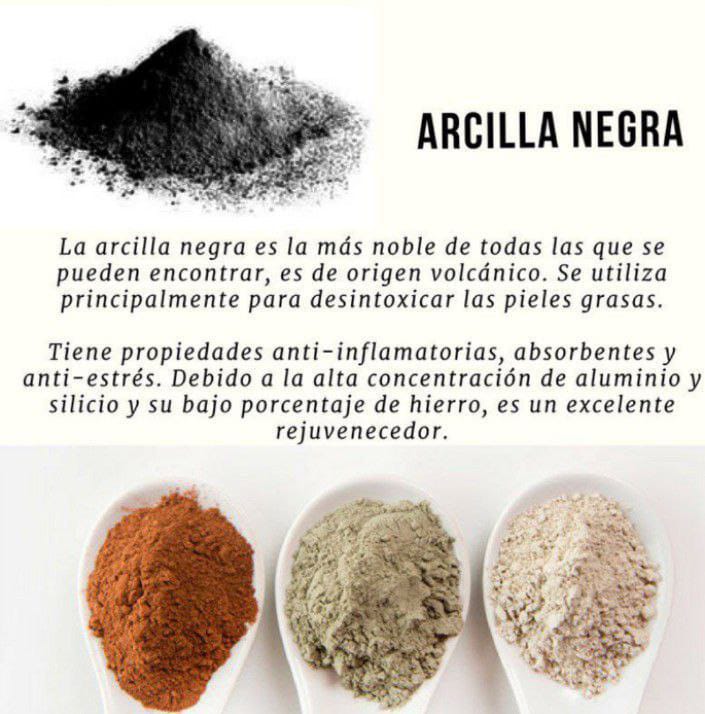 ARCILLA NEGRA
La arcilla negra es la más noble de todas las que se
pueden encontrar, es de origen volcánico. Se utiliza
principalmente para desintoxicar las pieles grasas.
Tiene propiedades anti-inflamatorias, absorbentes y
anti-estrés. Debido a la alta concentración de aluminio y
silicio y su bajo porcentaje de hierro, es un excelente
rejuvenecedor.